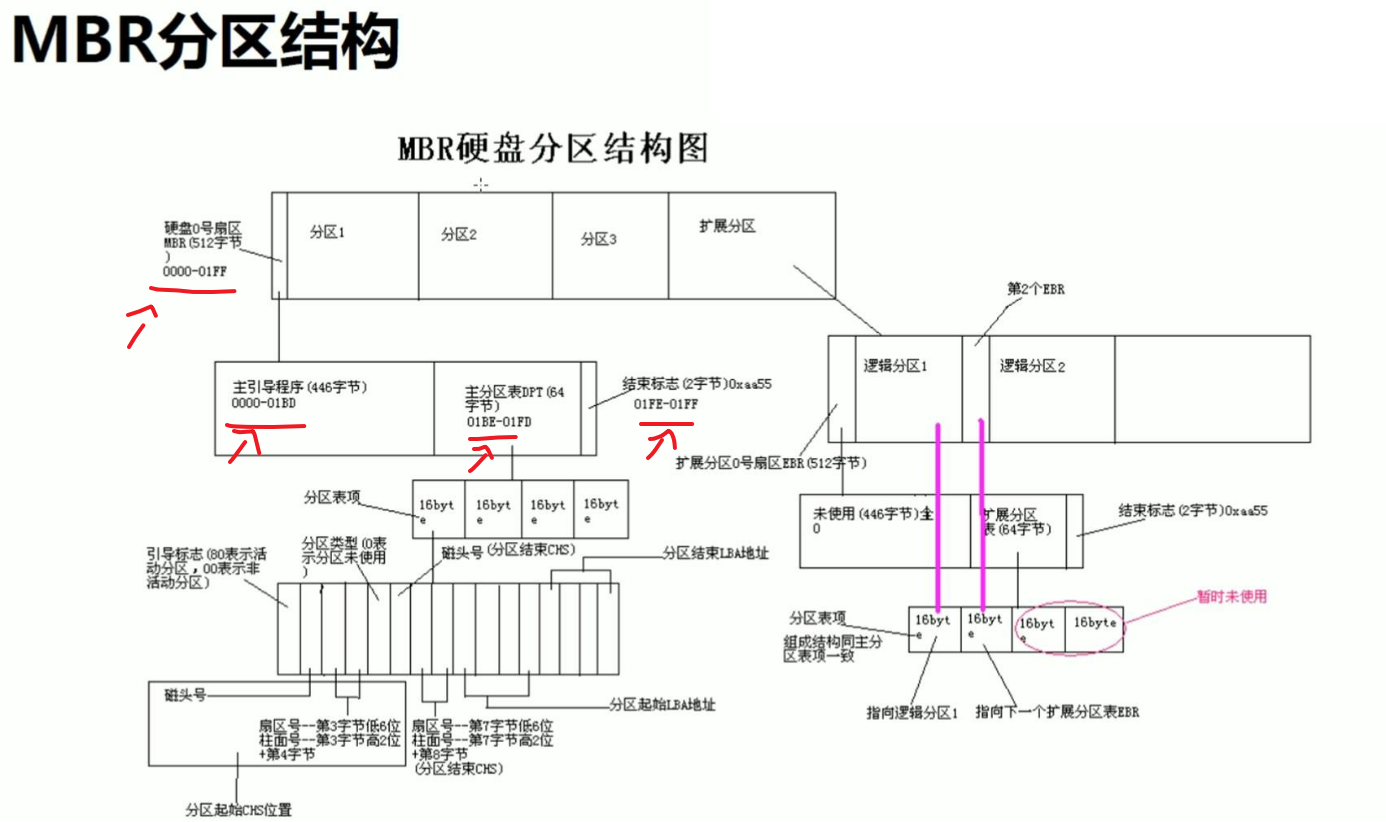 MBR分区结构
MBR硬盘分区结构图
硬盘0号扇区
MBR(512字节
)
0000-01FF
分区1
分区2
分区3
扩展分区
第2个EBR
逻辑分区1
逻辑分区2
主引导程序(446字节)
0000-01BD
主分区表DPT(64
字节)
01BE-01FD
结束标志(2字节)0xaa55
01FE-01FF
扩展分区0号扇区EBR(512字节)
分区表项
16byt
e
16byt
e
16byt
e
16byt
e
未使用(446字节)全
0
扩展分区
表(64字节)
结束标志(2字节)0xaa55
引导标志(80表示活
动分区，00表示非
活动分区)
分区类型(0表
示分区未使用
)
磁头号(分区结束CHS)
分区结束LBA地址
暂时未使用
分区表项
组成结构同主分
区表项一致
16byt
e
16byt
e
16byt
e
16byte
磁头号
扇区号--第3字节低6位
柱面号--第3字节高2位
+第4字节
扇区号--第7字节低6位
柱面号--第7字节高2位
+第8字节
(分区结束CHS)
分区起始LBA地址
指向逻辑分区1
指向下一个扩展分区表EBR
分区起始CHS位置